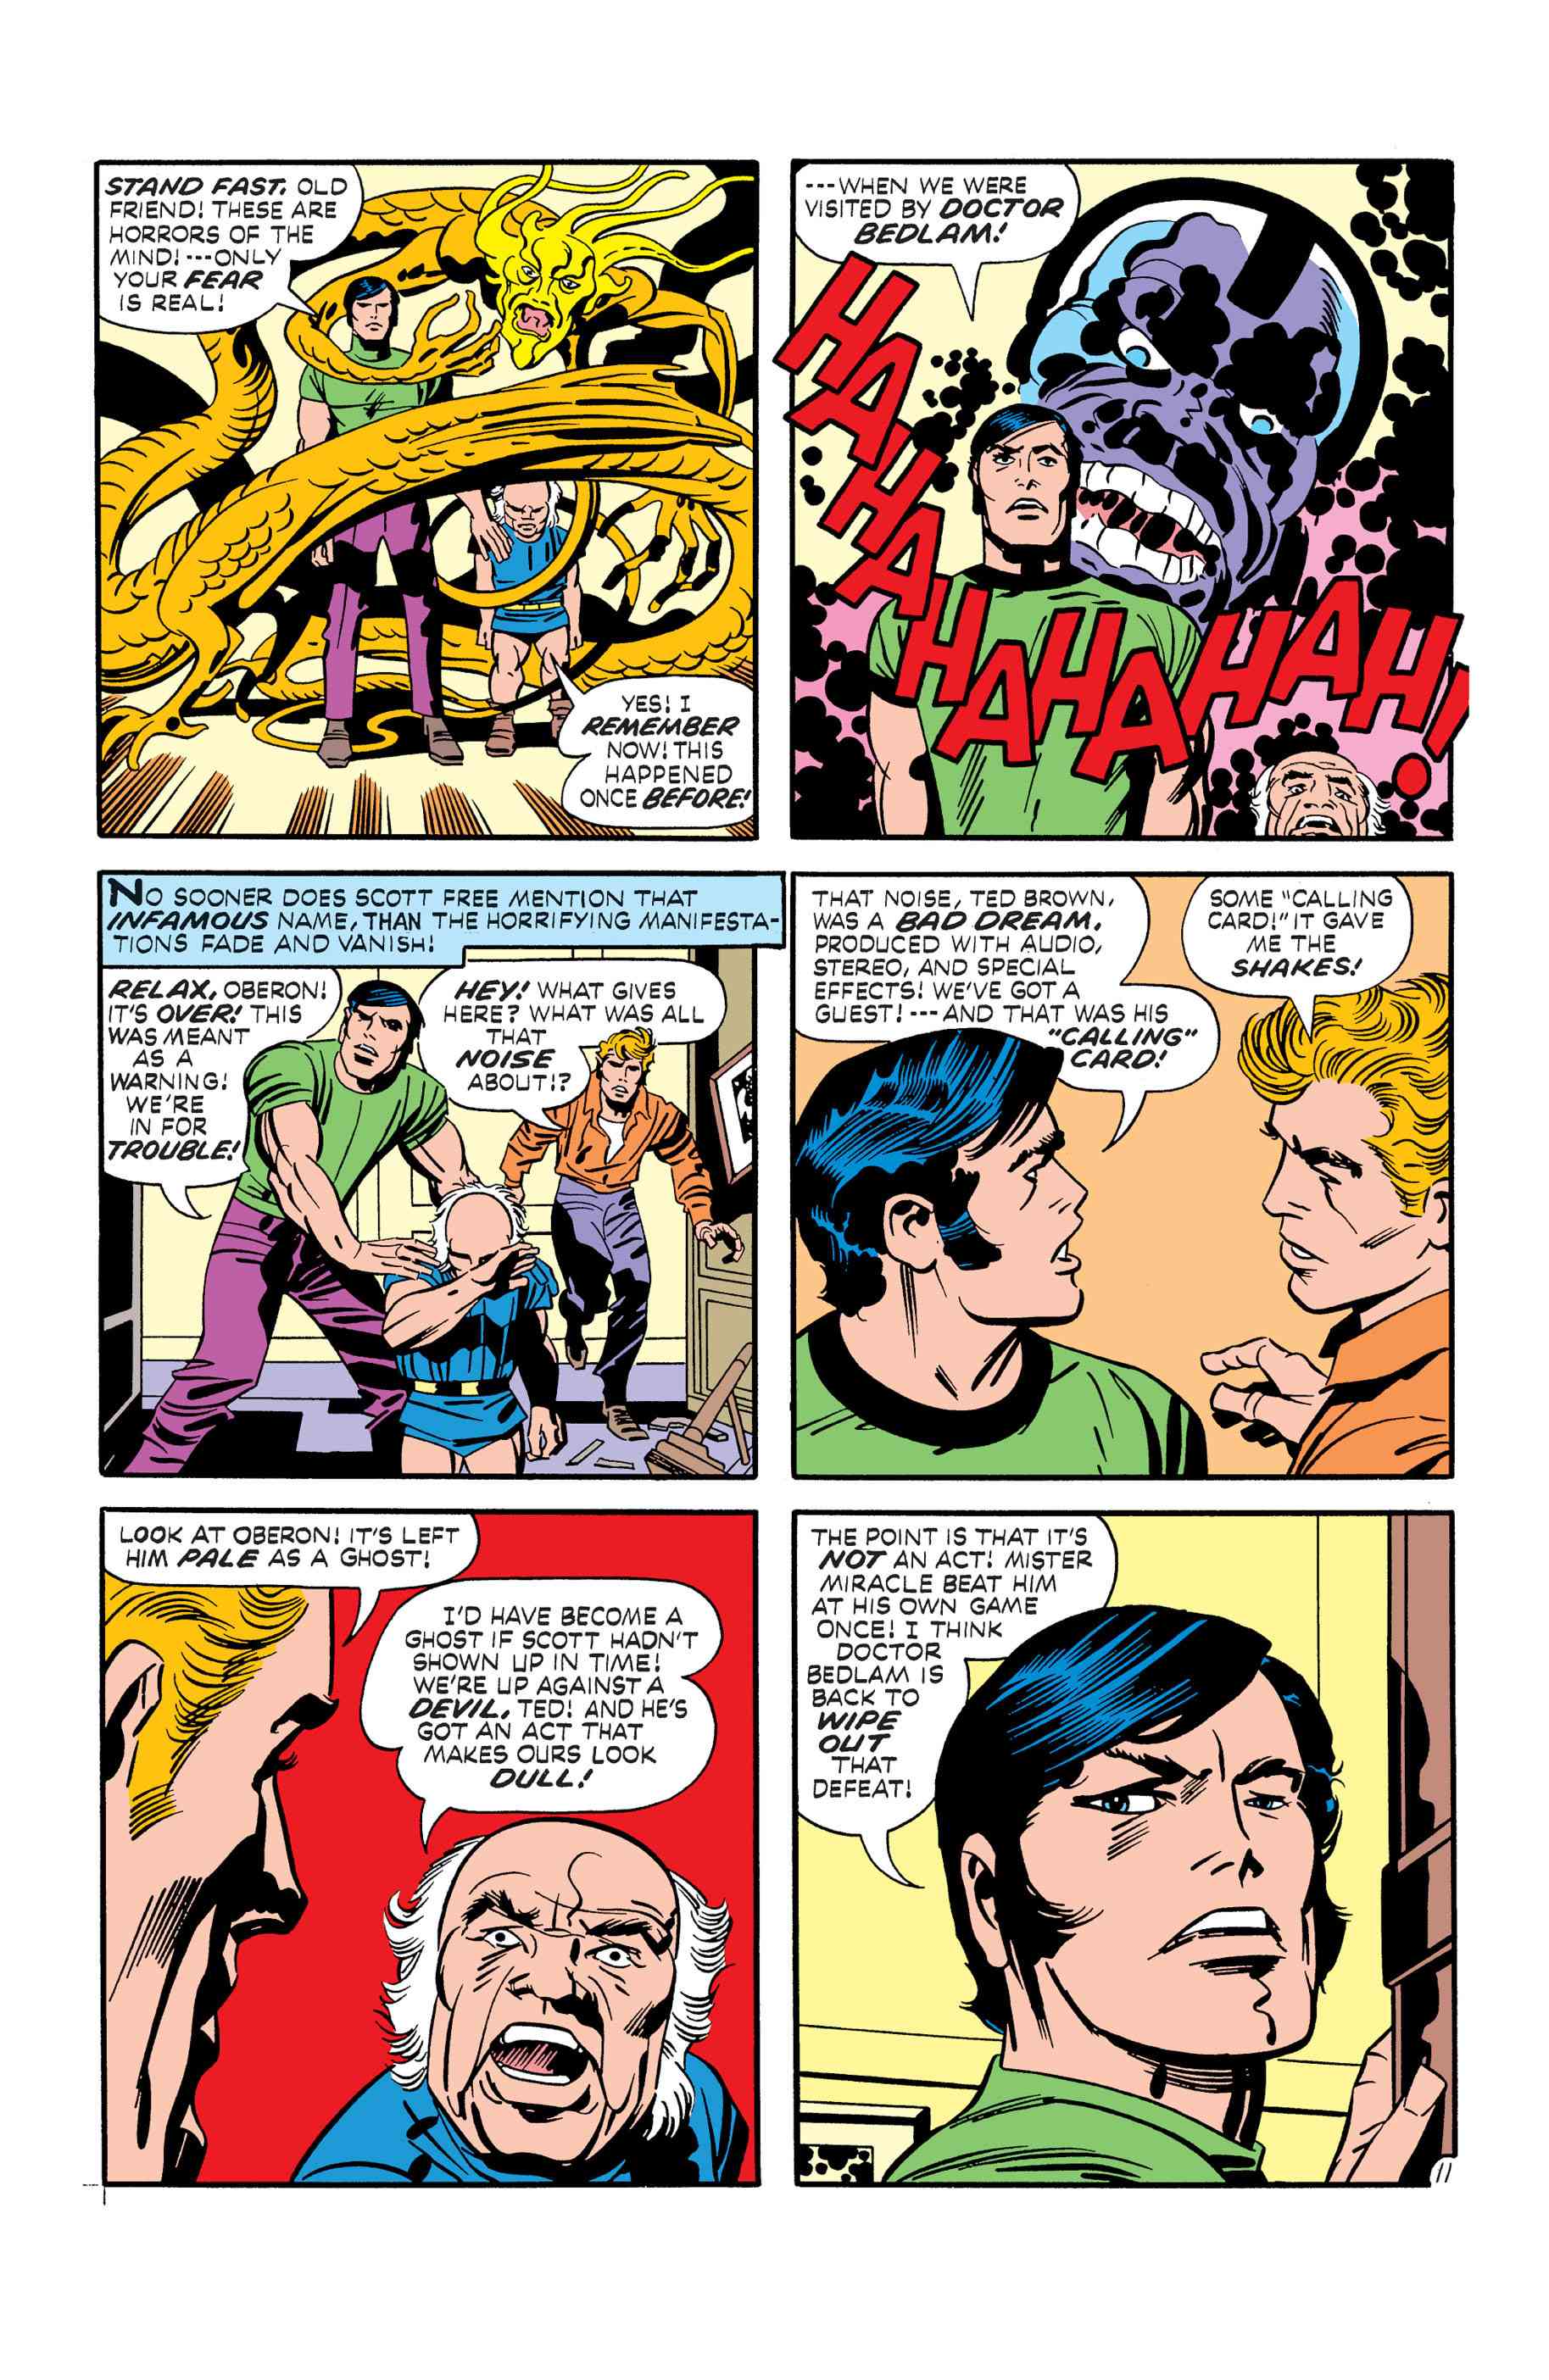 STAND FAST, OLD
FRIEND! THESE ARE
HORRORS OF THE
MIND!---ONLY
YOUR FEAR
IS REAL!
YES! I
REMEMBER
NOW! THIS
HAPPENED
ONCE BEFORE!
---WHEN WE WERE
VISITED BY DOCTOR
BEDLAM!
HAHAHAHAHAHAHAHAH!
NO SOONER DOES SCOTT FREE MENTION THAT
INFAMOUS NAME, THAN THE HORRIFYING MANIFESTA-
TIONS FADE AND VANISH!
RELAX, OBERON!
IT'S OVER! THIS
WAS MEANT
AS A
WARNING!
WE'RE
IN FOR
TROUBLE!
HEY! WHAT GIVES
HERE? WHAT WAS ALL
THAT
NOISE
ABOUT!?
THAT NOISE, TED BROWN,
WAS A BAD DREAM,
PRODUCED WITH AUDIO,
STEREO, AND SPECIAL
EFFECTS! WE'VE GOT A
GUEST!---AND THAT WAS HIS
"CALLING"
CARD!
SOME "CALLING
CARD!" IT GAVE
ME THE
SHAKES!
LOOK AT OBERON! IT'S LEFT
HIM PALE AS A GHOST!
I'D HAVE BECOME A
GHOST IF SCOTT HADN'T
SHOWN UP IN TIME!
WE'RE UP AGAINST A
DEVIL, TED! AND HE'S
GOT AN ACT THAT
MAKES OURS LOOK
DULL!
THE POINT IS THAT IT'S
NOT AN ACT! MISTER
MIRACLE BEAT HIM
AT HIS OWN GAME
ONCE! I THINK
DOCTOR
BEDLAM IS
BACK TO
WIPE
OUT
THAT
DEFEAT!
11